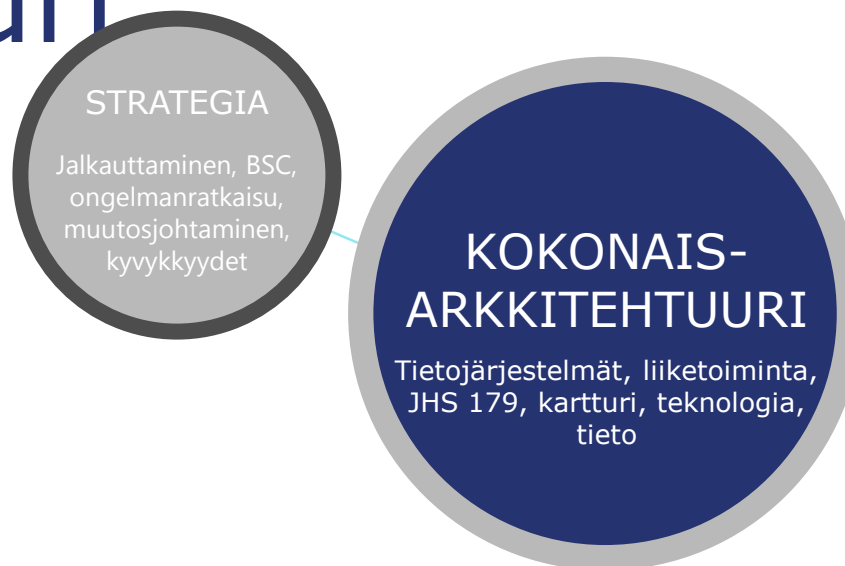 STRATEGIA
Jalkauttaminen, BSC,
ongelmanratkaisu,
muutosjohtaminen,
kyvykkyydet
KOKONAIS-
ARKKITEHTUURI
Tietojärjestelmät, liiketoiminta,
JHS 179, kartturi, teknologia,
tieto